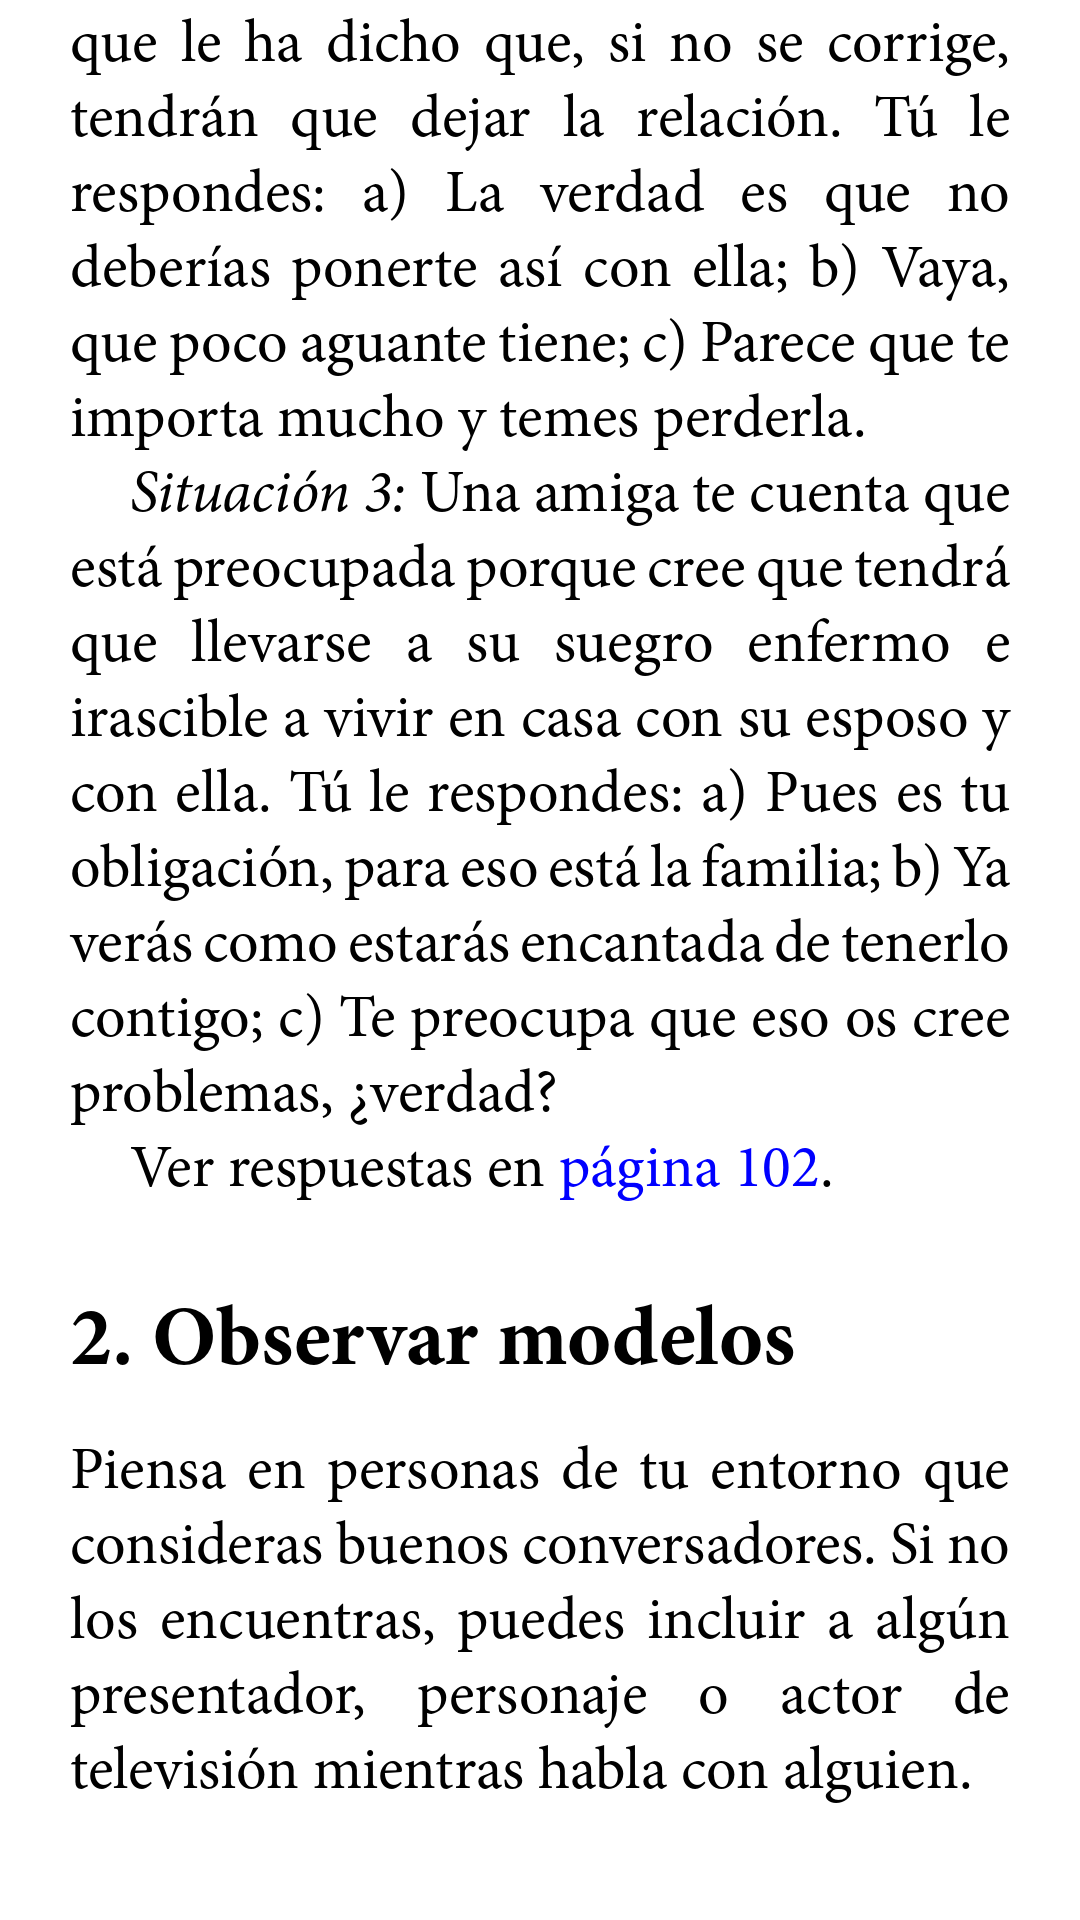 que le ha dicho que, si no se corrige,
tendrán que dejar la relación. Tú le
respondes: a) La verdad es que no
deberías ponerte así con ella; b) Vaya,
que poco aguante tiene; c) Parece que te
importa mucho y temes perderla.
Situación 3: Una amiga te cuenta que
está preocupada porque cree que tendrá
que llevarse a su suegro enfermo e
irascible a vivir en casa con su esposo y
con ella. Tú le respondes: a) Pues es tu
obligación, para eso está la familia; b) Ya
verás como estarás encantada de tenerlo
contigo; c) Te preocupa que eso os cree
problemas, ¿verdad?
Ver respuestas en página 102.
2. Observar modelos
Piensa en personas de tu entorno que
consideras buenos conversadores. Si no
los encuentras, puedes incluir a algún
presentador, personaje o actor de
televisión mientras habla con alguien.